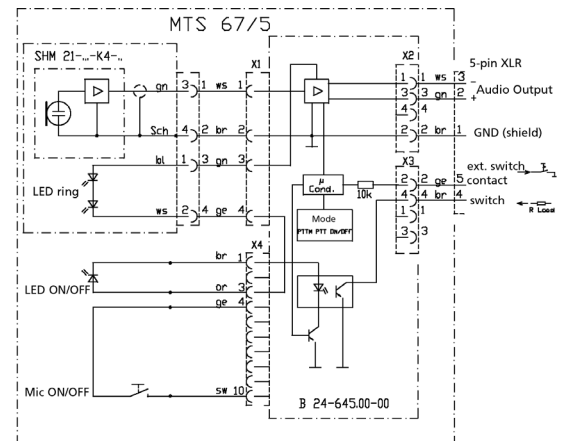 MTS 67/5
SHM 21-...-K4-..
X1
X2
5-pin XLR
gn 3 1 ws 1
1 1 ws 3
− Audio Output
3 3 gn 2
+
4 4
Sch 4 2 br 2
2 2 br 1 GND (shield)
bl 1 3 gn 3
X3
ext. switch
contact
2 2 ge 5
LED ring
μ
Cond.
10k
4 4 br 4 switch
R Load
ws 2 4 ge 4
Mode
PTTM PTT ON/OFF
1 1
3 3
X4
br 1
LED ON/OFF
or 3
ge 4
Mic ON/OFF
sw 10
B 24-645.00-00